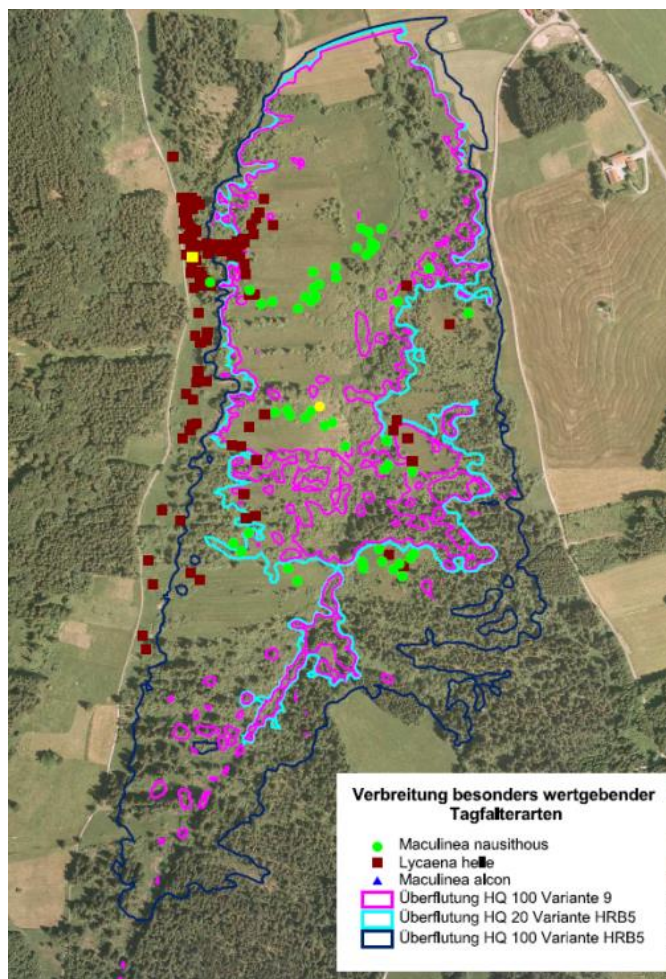 Verbreitung besonders wertgebender
Tagfalterarten
Maculinea nausithous
Lycaena helle
Maculinea alcon
Überflutung HQ 100 Variante 9
Überflutung HQ 20 Variante HRB5
Überflutung HQ 100 Variante HRB5